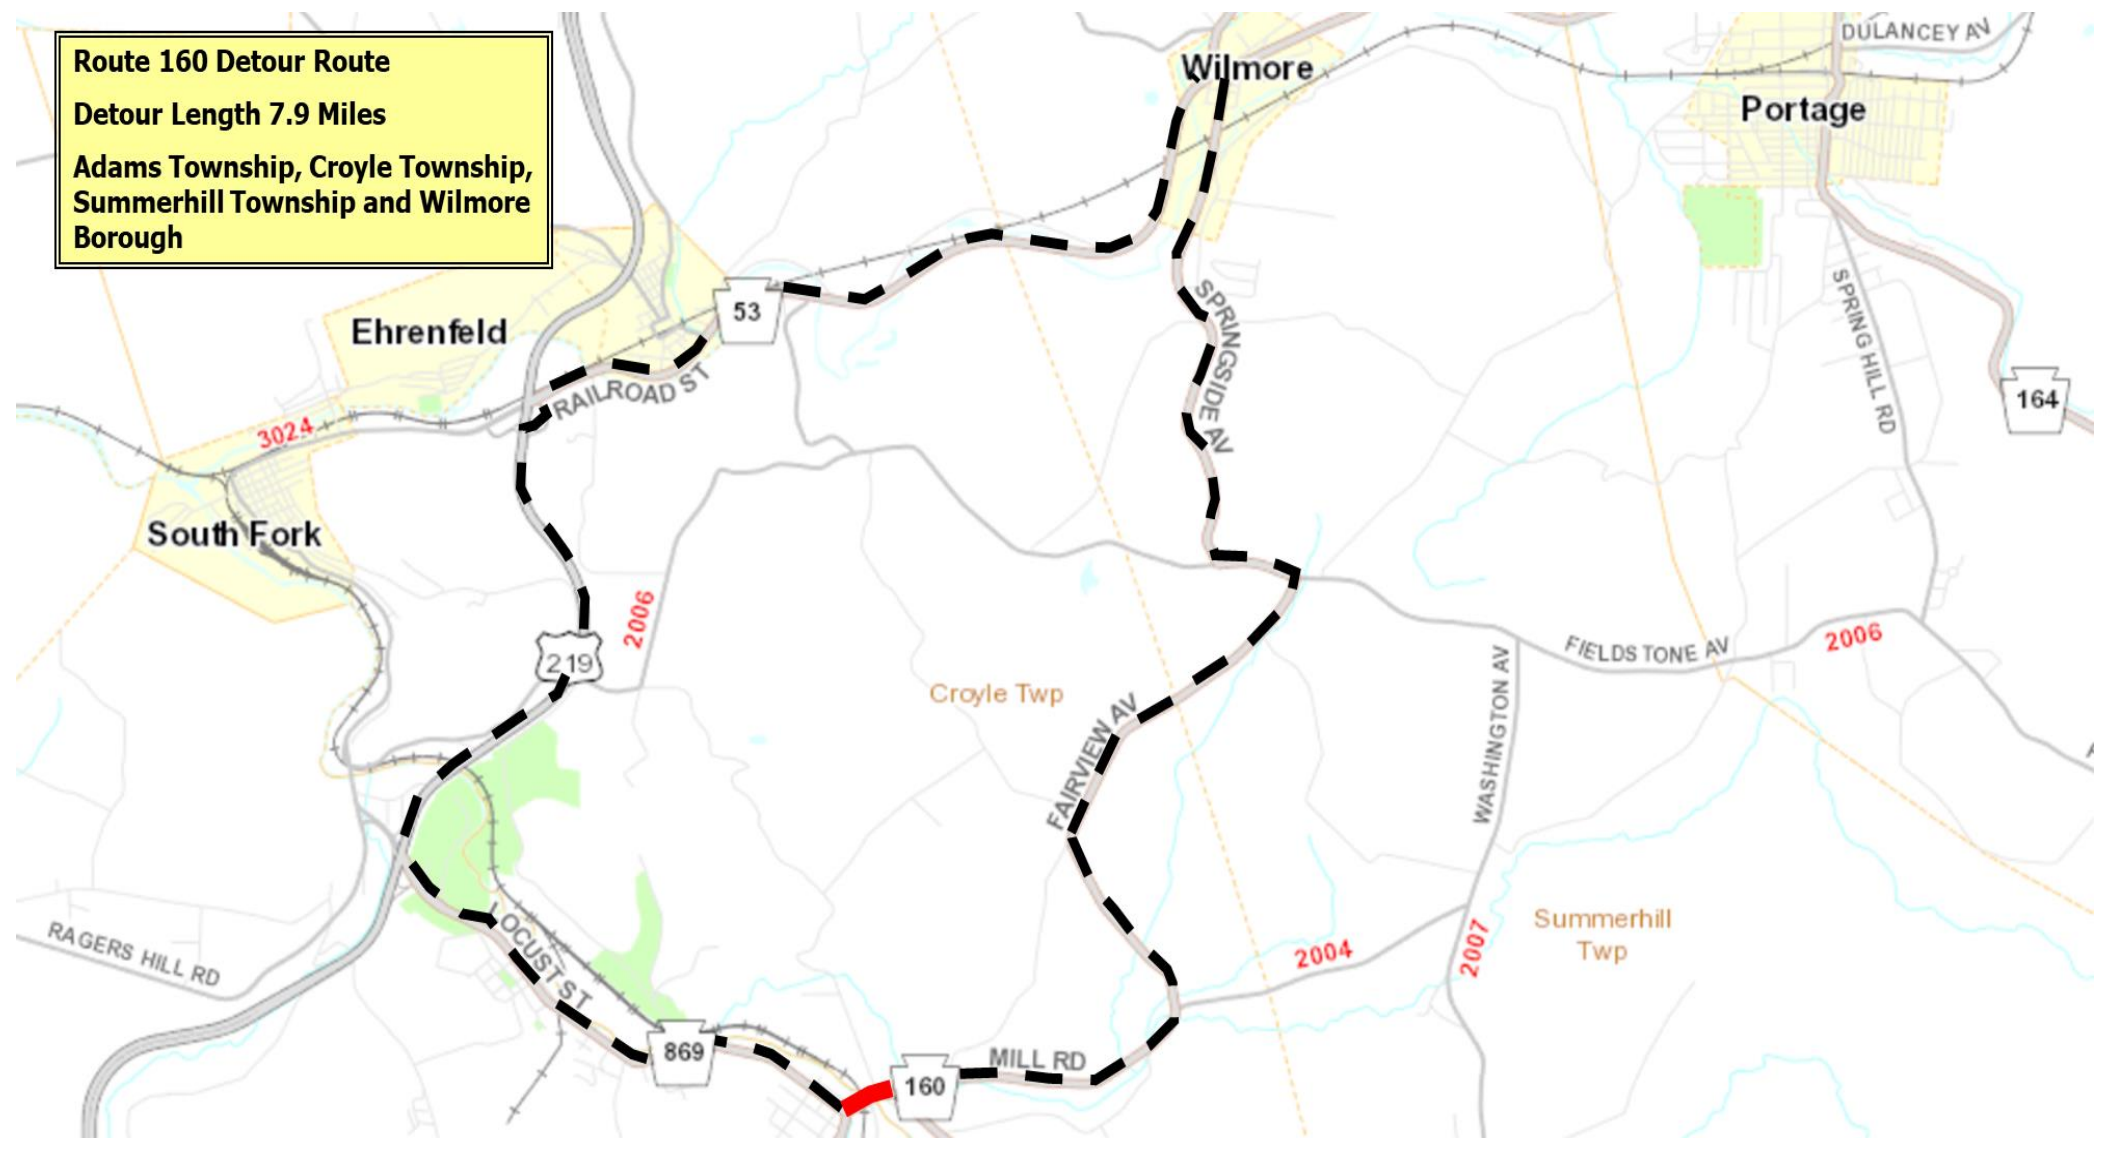 Route 160 Detour Route
Detour Length 7.9 Miles
Adams Township, Croyle Township,
Summerhill Township and Wilmore
Borough
DULANCEY AV
Wilmore
Portage
SPRINGSIDE AV
SPRING HILL RD
53
Ehrenfeld
RAILROAD ST
164
3024
South Fork
2006
219
FIELDSTONE AV
2006
WASHINGTON AV
Croyle Twp
FAIRVIEW AV
Summerhill
Twp
2004
2007
RAGERS HILL RD
LOCUST ST
869
MILL RD
160